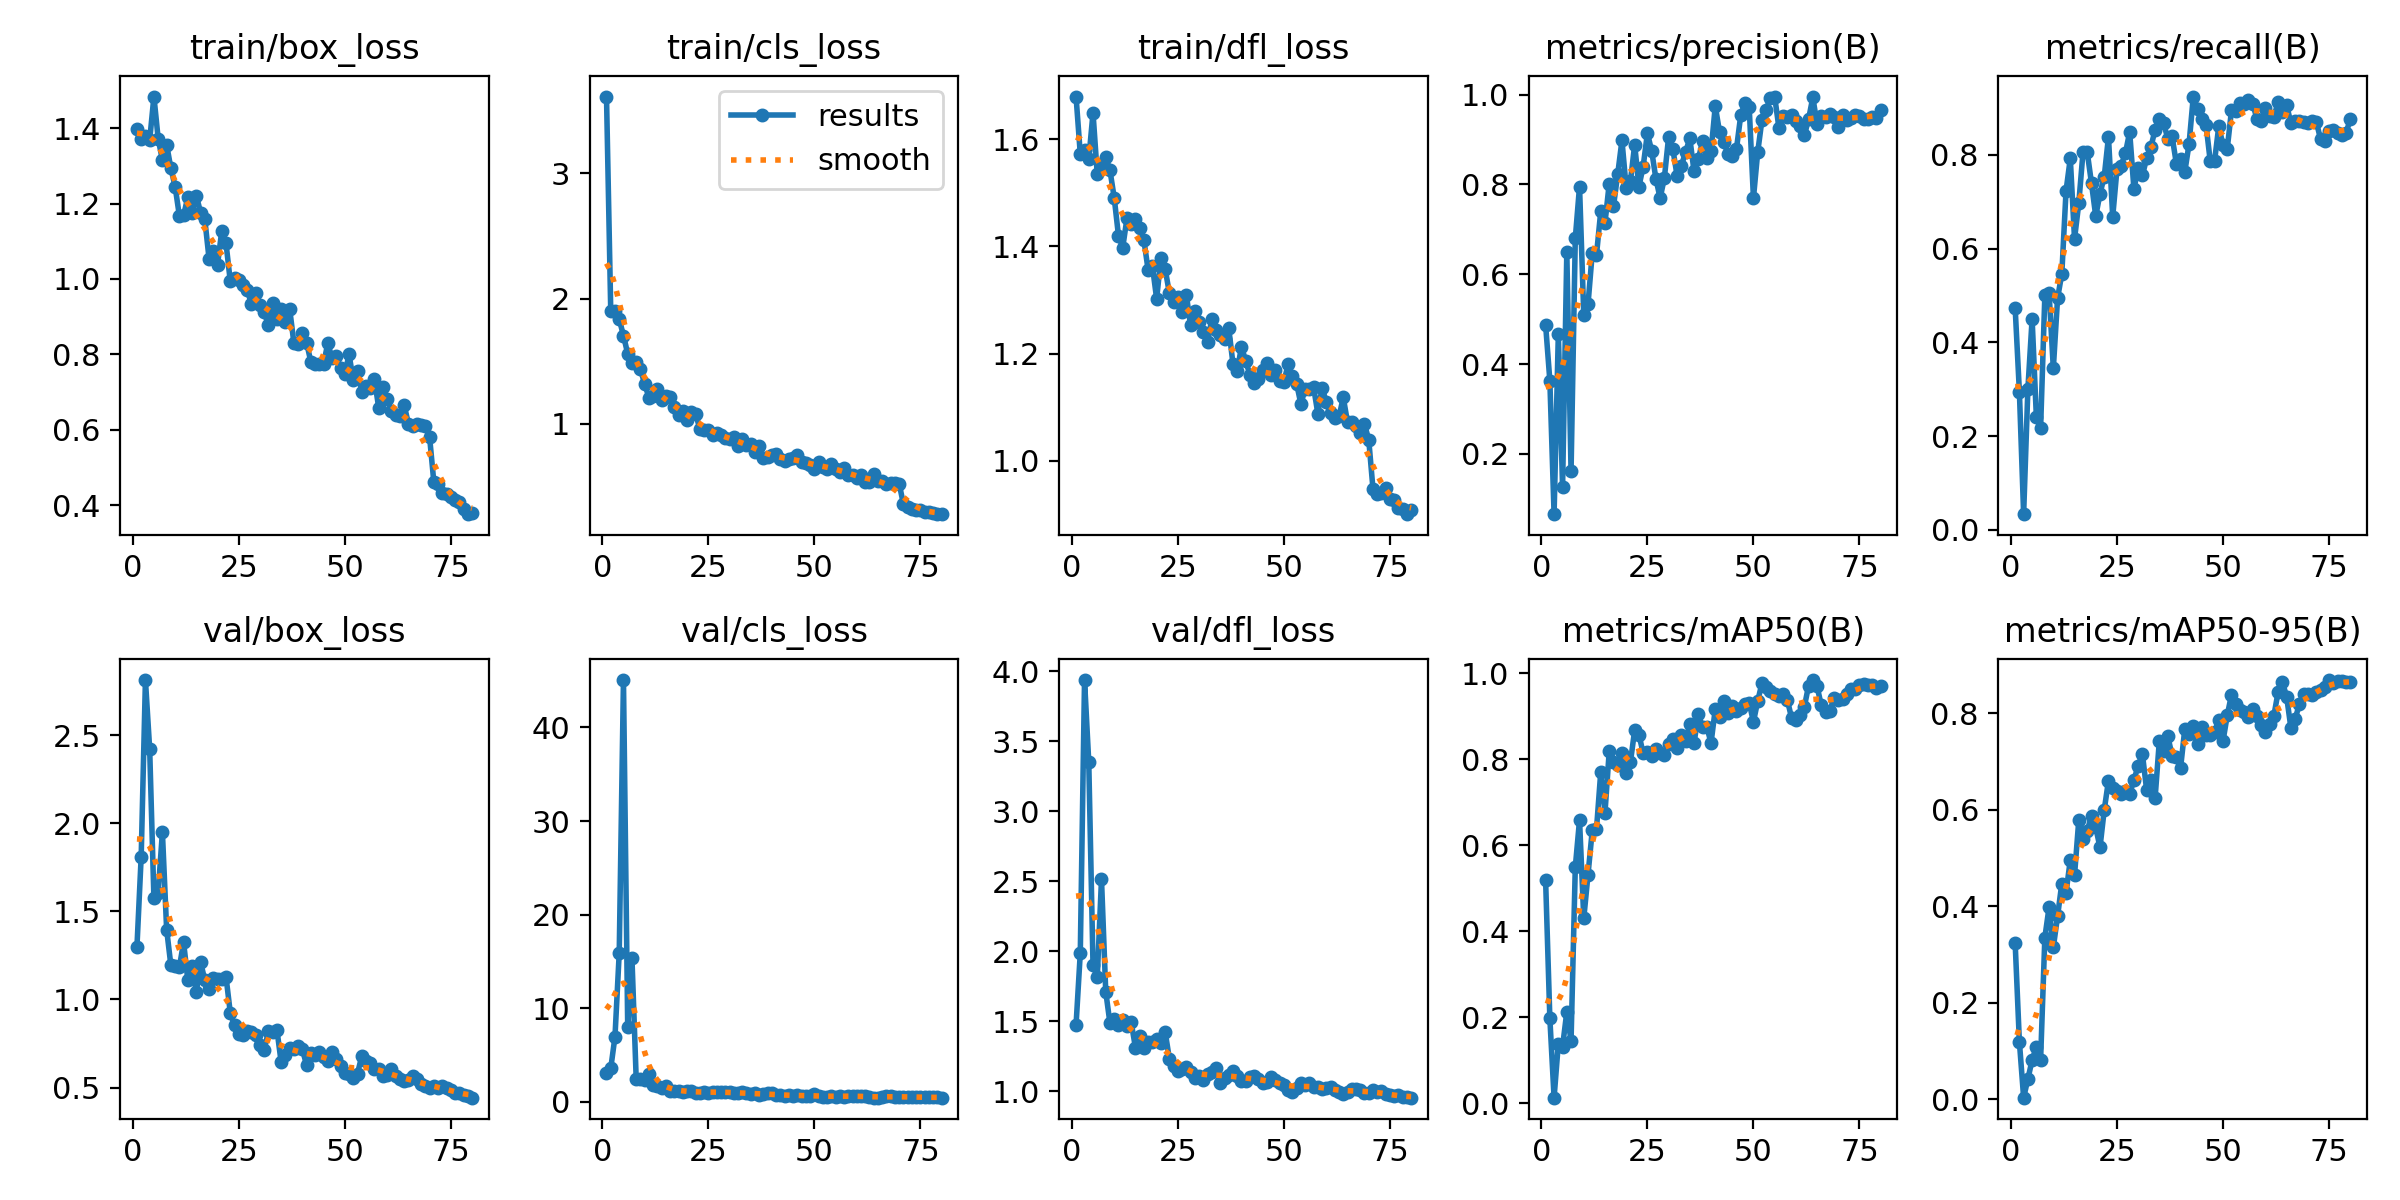 train/box_loss
train/cls_loss
train/dfl_loss
metrics/precision(B)
metrics/recall(B)
1.4
1.2
1.0
0.8
0.6
0.4
0 25 50 75
results
smooth
3
2
1
0 25 50 75
1.6
1.4
1.2
1.0
0 25 50 75
1.0
0.8
0.6
0.4
0.2
0 25 50 75
0.8
0.6
0.4
0.2
0.0
0 25 50 75
val/box_loss
val/cls_loss
val/dfl_loss
metrics/mAP50(B)
metrics/mAP50-95(B)
2.5
2.0
1.5
1.0
0.5
0 25 50 75
40
30
20
10
0
0 25 50 75
4.0
3.5
3.0
2.5
2.0
1.5
1.0
0 25 50 75
1.0
0.8
0.6
0.4
0.2
0.0
0 25 50 75
0.8
0.6
0.4
0.2
0.0
0 25 50 75